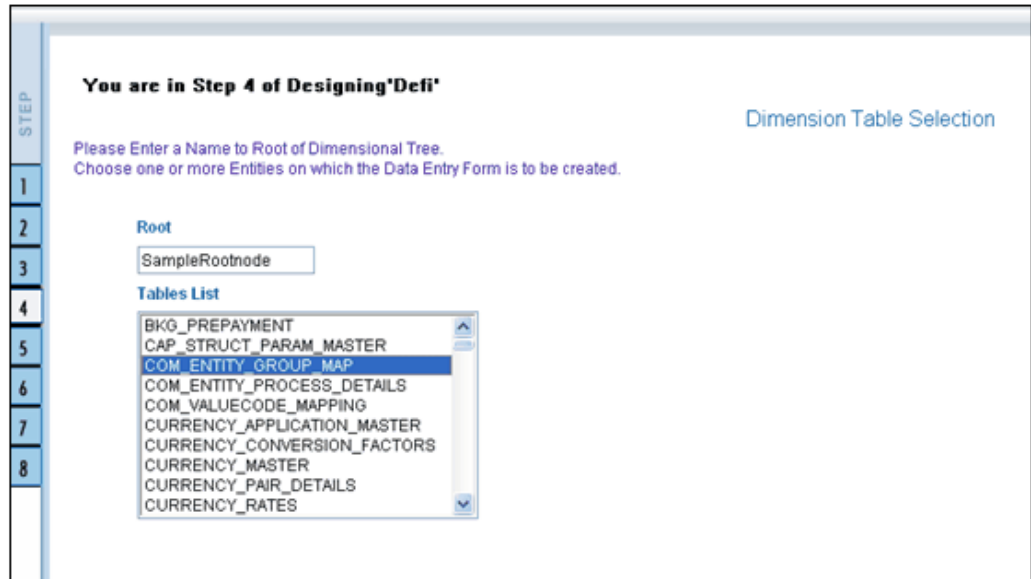 You are in Step 4 of Designing'Defi'
STEP
Dimension Table Selection
Please Enter a Name to Root of Dimensional Tree.
Choose one or more Entities on which the Data Entry Form is to be created.
1
2
3
4
5
6
7
8
Root
SampleRootnode
Tables List
BKG_PREPAYMENT
CAP_STRUCT_PARAM_MASTER
COM_ENTITY_GROUP_MAP
COM_ENTITY_PROCESS_DETAILS
COM_VALUECODE_MAPPING
CURRENCY_APPLICATION_MASTER
CURRENCY_CONVERSION_FACTORS
CURRENCY_MASTER
CURRENCY_PAIR_DETAILS
CURRENCY_RATES